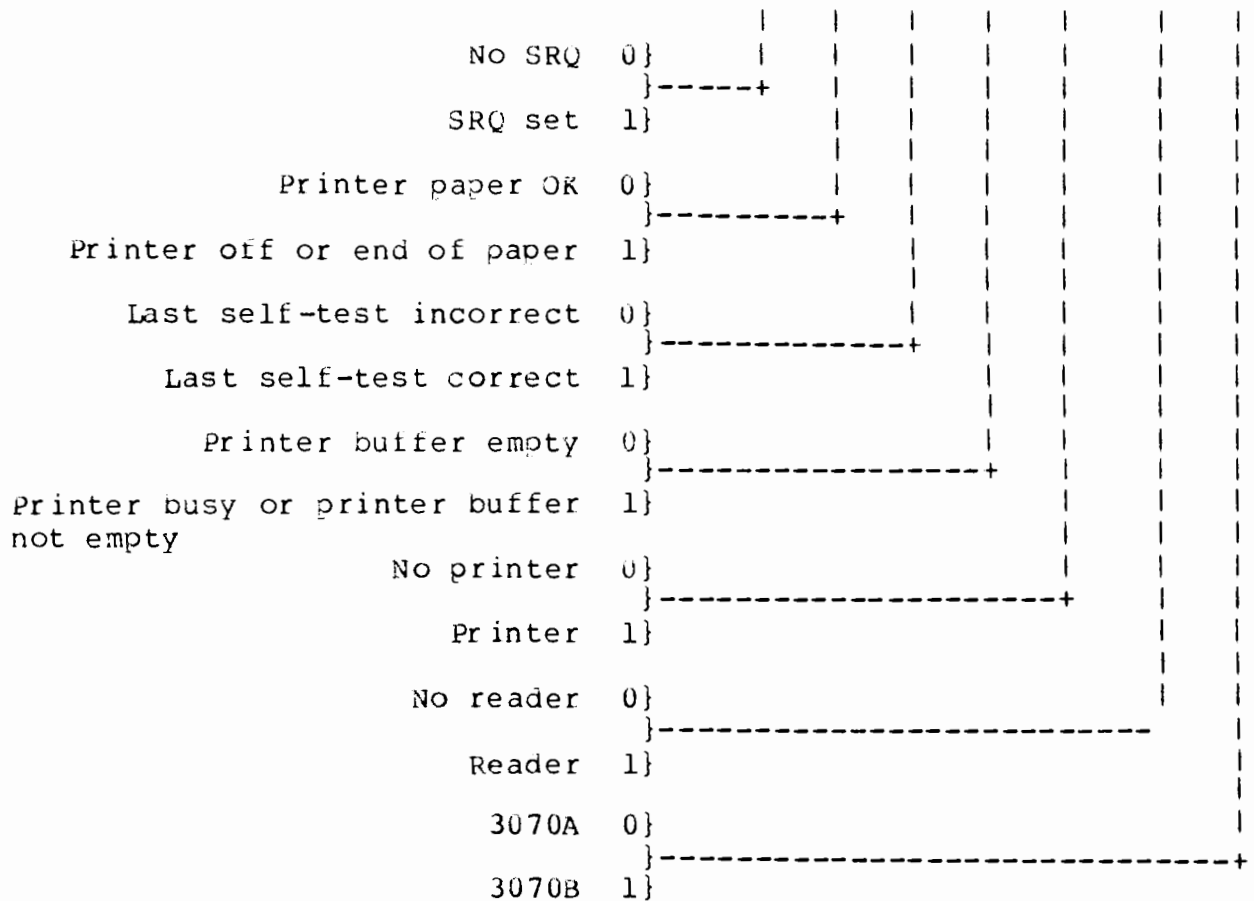 No SRQ 0}
}-----+
SRQ set 1}
Printer paper OK 0}
}---------+
Printer off or end of paper 1}
Last self-test incorrect 0}
}-------------+
Last self-test correct 1}
Printer buffer empty 0}
}-----------------+
Printer busy or printer buffer 1}
not empty
No printer 0}
}---------------------+
Printer 1}
No reader 0}
}--------------------------
Reader 1}
3070A 0}
}------------------------------+
3070B 1}